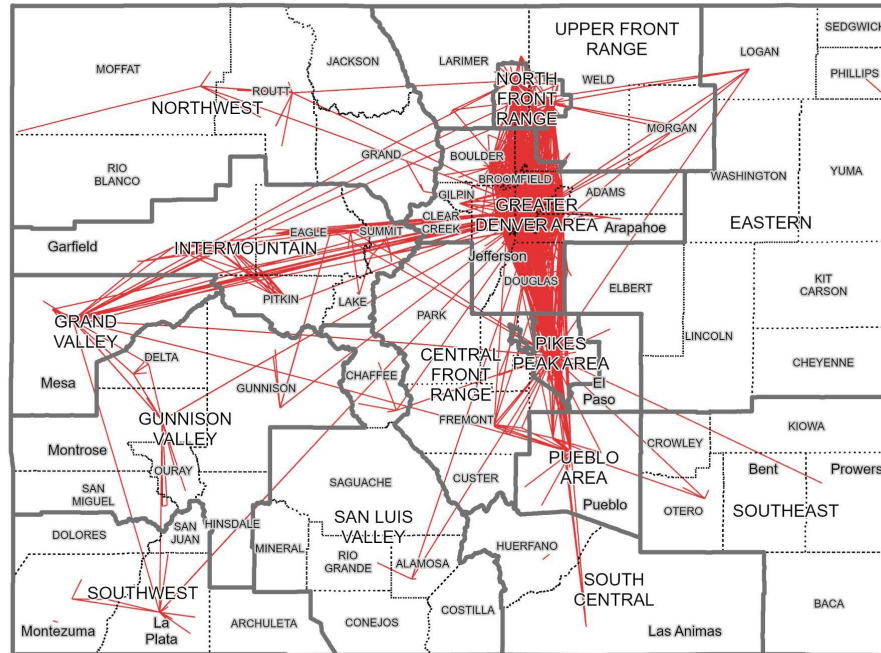 SEDGWICK
UPPER FRONT
RANGE
JACKSON
LARIMER
LOGAN
MOFFAT
PHILLIPS
NORTH
FRONT
RANGE
WELD
ROUTT
NORTHWEST
MORGAN
GRAND
BOULDER
RIO
BLANCO
BROOMFIELD
WASHINGTON
YUMA
GILPIN
ADAMS
GREATER
DENVER AREA
CLEAR
CREEK
EAGLE
SUMMIT
Arapahoe
EASTERN
Garfield
INTERMOUNTAIN
Jefferson
DOUGLAS
ELBERT
KIT
CARSON
PITKIN
LAKE
GRAND
VALLEY
PARK
LINCOLN
PIKES
PEAK AREA
DELTA
CENTRAL
FRONT
RANGE
CHEYENNE
Mesa
GUNNISON
CHAFFEE
El
Paso
GUNNISON
VALLEY
FREMONT
KIOWA
Montrose
CROWLEY
PUEBLO
AREA
OURAY
Bent
Prowers
SAGUACHE
CUSTER
SAN
MIGUEL
Pueblo
OTERO
SOUTHEAST
DOLORES
SAN
JUAN
HINSDALE
SAN LUIS
VALLEY
MINERAL
RIO
GRANDE
ALAMOSA
HUERFANO
SOUTH
CENTRAL
SOUTHWEST
COSTILLA
BACA
Montezuma
La
Plata
ARCHULETA
CONEJOS
Las Animas